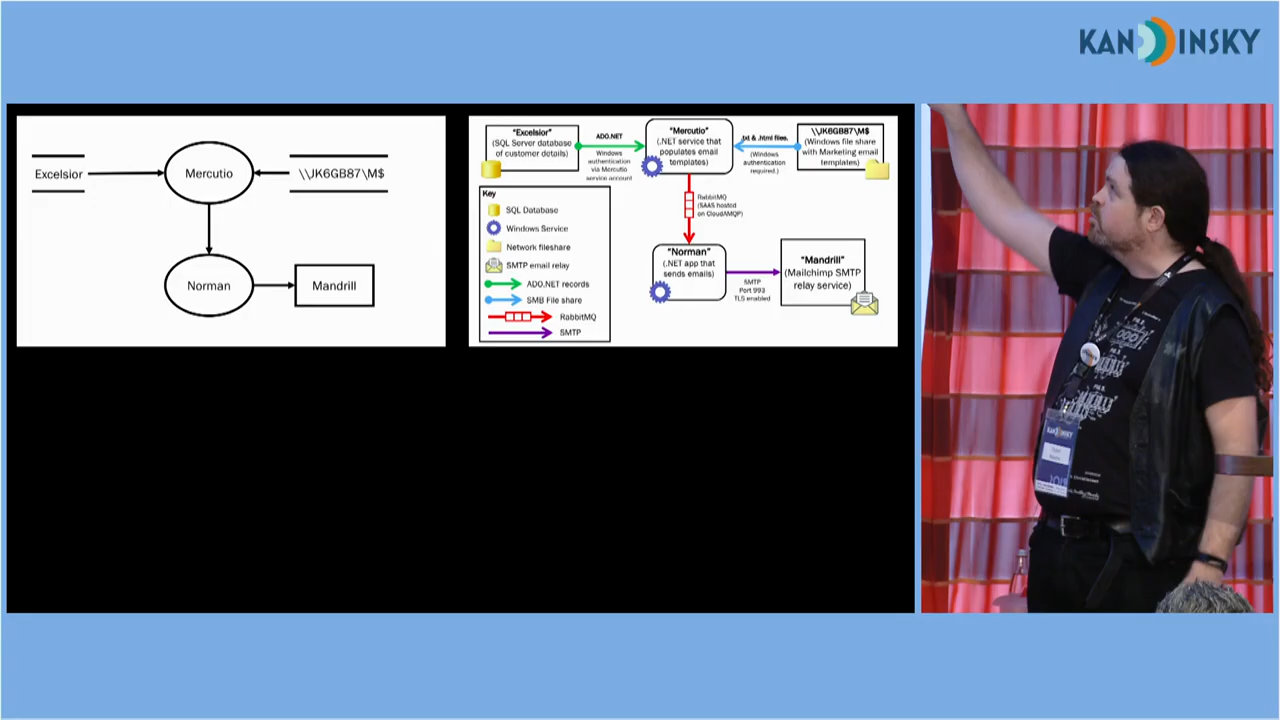 KANDINSKY
Excelsior
Mercutio
\\JK6GB87\M$
Norman
Mandrill
"Excelsior"
(SQL Server database
of customer details)
ADO.NET
Windows
authentication
via Mercutio
service account
"Mercutio"
(.NET service that
populates email
templates)
.txt & .html files.
(Windows
authentication
required.)
\\JK6GB87\M$
(Windows file share
with Marketing email
templates)
Key
SQL Database
Windows Service
Network fileshare
SMTP email relay
ADO.NET records
SMB File share
RabbitMQ
SMTP
RabbitMQ
(SAAS hosted
on CloudAMQP)
"Norman"
(.NET app that
sends emails)
SMTP
Port 993
TLS enabled
"Mandrill"
(Mailchimp SMTP
relay service)
KANDINSKY